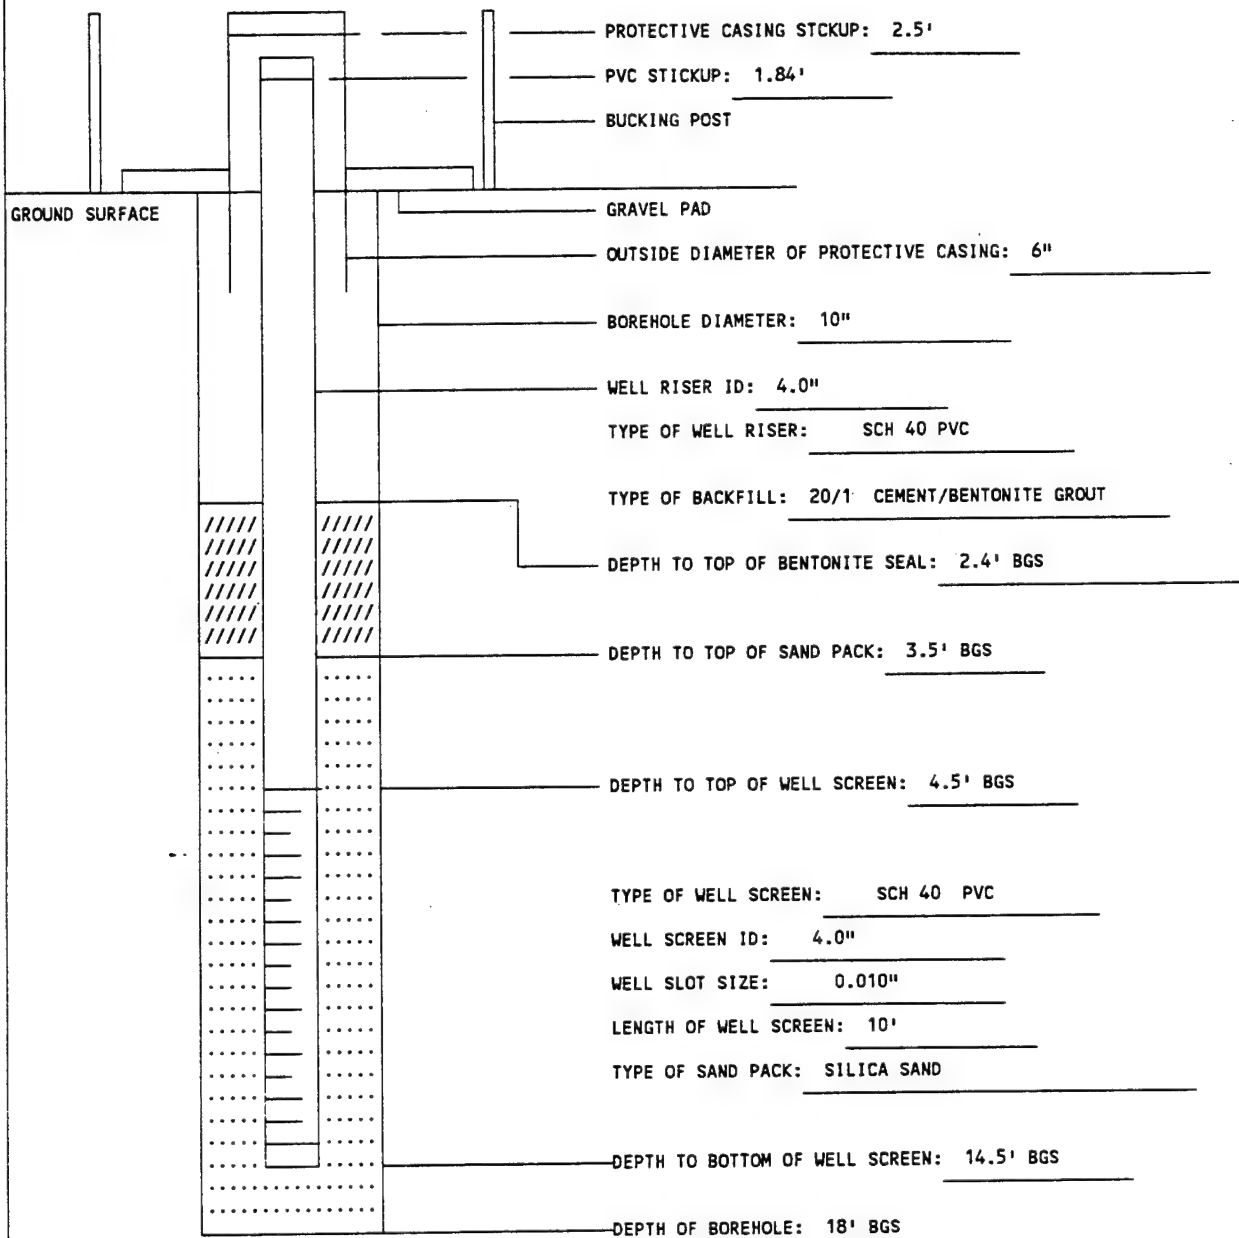 PROTECTIVE CASING STCKUP: 2.5'
PVC STICKUP: 1.84'
BUCKING POST
GROUND SURFACE
GRAVEL PAD
OUTSIDE DIAMETER OF PROTECTIVE CASING: 6"
BOREHOLE DIAMETER: 10"
WELL RISER ID: 4.0"
TYPE OF WELL RISER: SCH 40 PVC
TYPE OF BACKFILL: 20/1 CEMENT/BENTONITE GROUT
DEPTH TO TOP OF BENTONITE SEAL: 2.4' BGS
DEPTH TO TOP OF SAND PACK: 3.5' BGS
DEPTH TO TOP OF WELL SCREEN: 4.5' BGS
TYPE OF WELL SCREEN: SCH 40 PVC
WELL SCREEN ID: 4.0"
WELL SLOT SIZE: 0.010"
LENGTH OF WELL SCREEN: 10'
TYPE OF SAND PACK: SILICA SAND
DEPTH TO BOTTOM OF WELL SCREEN: 14.5' BGS
DEPTH OF BOREHOLE: 18' BGS